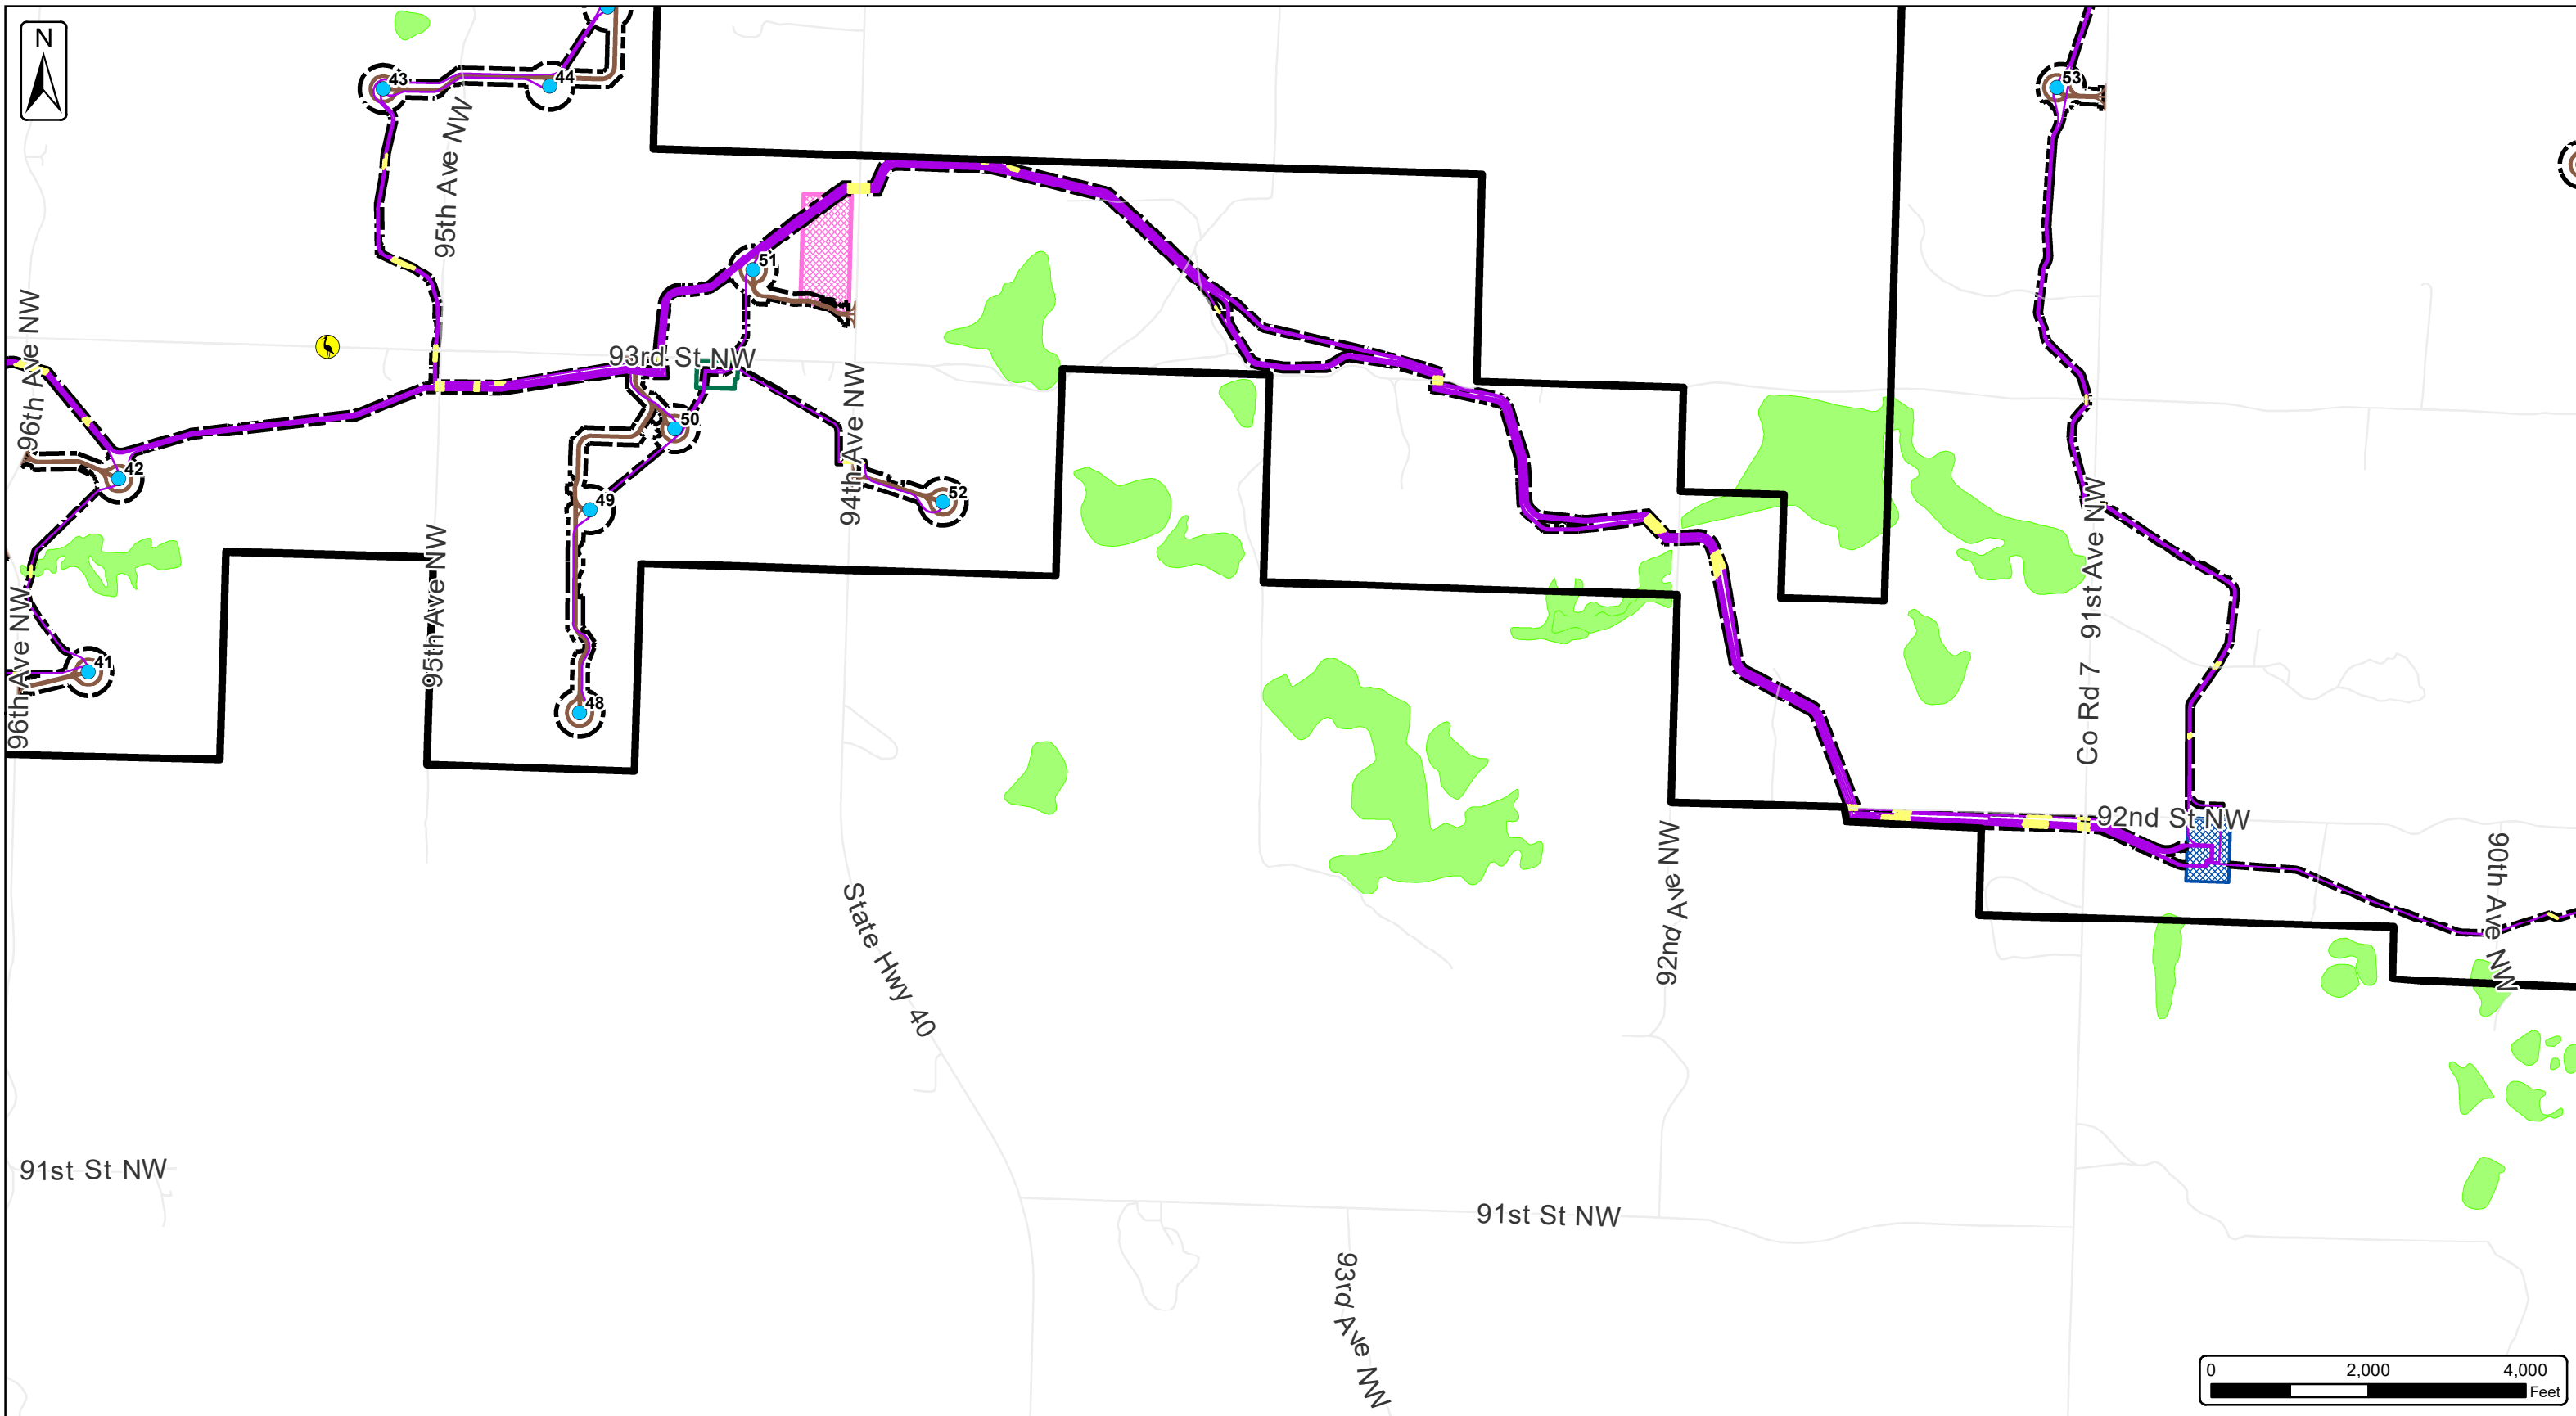 N
43
44
53
95th Ave NW
51
96th Ave NW
93rd St NW
94th Ave NW
50
42
52
49
95th Ave NW
91st Ave NW
96th Ave NW
41
Co Rd 7
48
92nd St NW
92nd Ave NW
90th Ave NW
State Hwy 40
91st St NW
91st St NW
93rd Ave NW
0 2,000 4,000
Feet